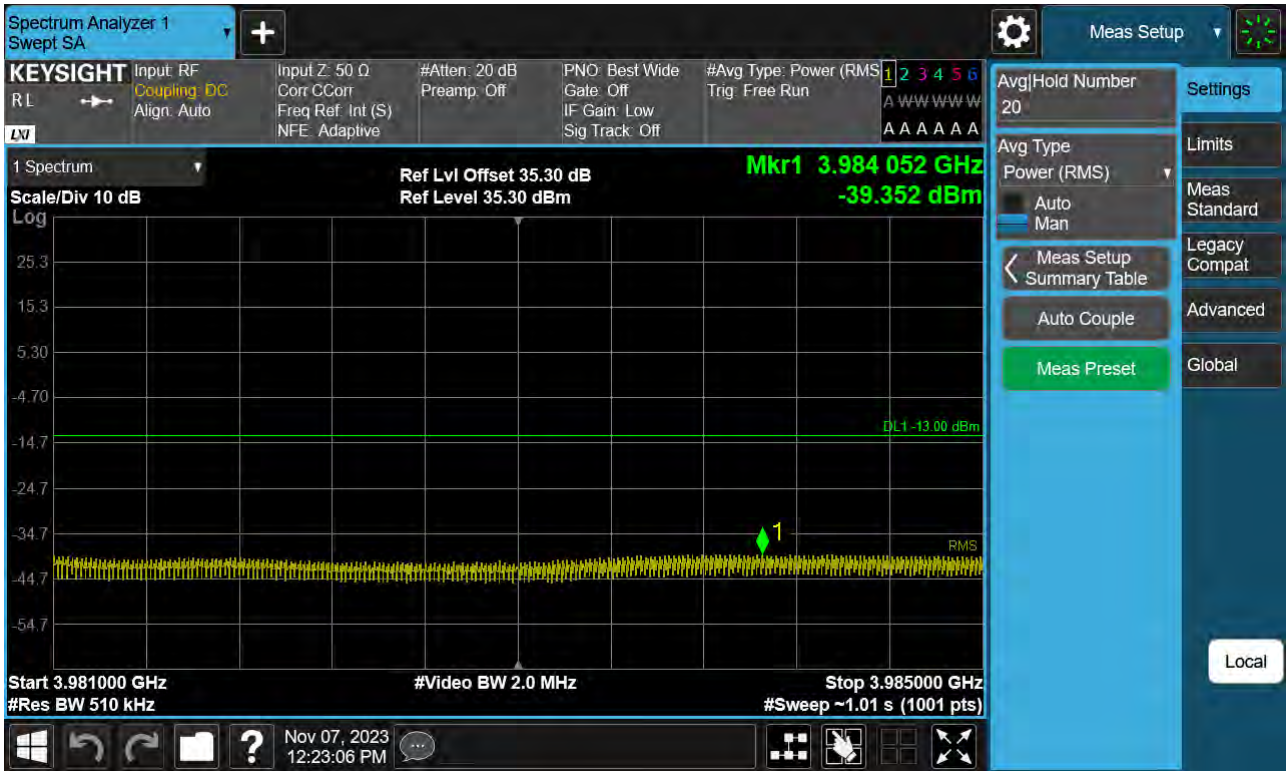 Spectrum Analyzer 1
Swept SA
+
Meas Setup
KEYSIGHT
RL
LXI
Input: RF
Coupling: DC
Align: Auto
Input Z: 50 Ω
Corr CCorr
Freq Ref: Int (S)
NFE: Adaptive
#Atten: 20 dB
Preamp: Off
PNO: Best Wide
Gate: Off
IF Gain: Low
Sig Track: Off
#Avg Type: Power (RMS
Trig: Free Run
1 2 3 4 5 6
A W W W W W
A A A A A A
1 Spectrum
Scale/Div 10 dB
Log
Ref Lvl Offset 35.30 dB
Ref Level 35.30 dBm
Mkr1 3.984 052 GHz
-39.352 dBm
25.3
15.3
5.30
-4.70
-14.7
-24.7
-34.7
-44.7
-54.7
DL1 -13.00 dBm
1
RMS
Start 3.981000 GHz
#Res BW 510 kHz
#Video BW 2.0 MHz
Stop 3.985000 GHz
#Sweep ~1.01 s (1001 pts)
Avg|Hold Number
20
Avg Type
Power (RMS)
Auto
Man
Meas Setup
Summary Table
Auto Couple
Meas Preset
Settings
Limits
Meas
Standard
Legacy
Compat
Advanced
Global
Local
?
Nov 07, 2023
12:23:06 PM